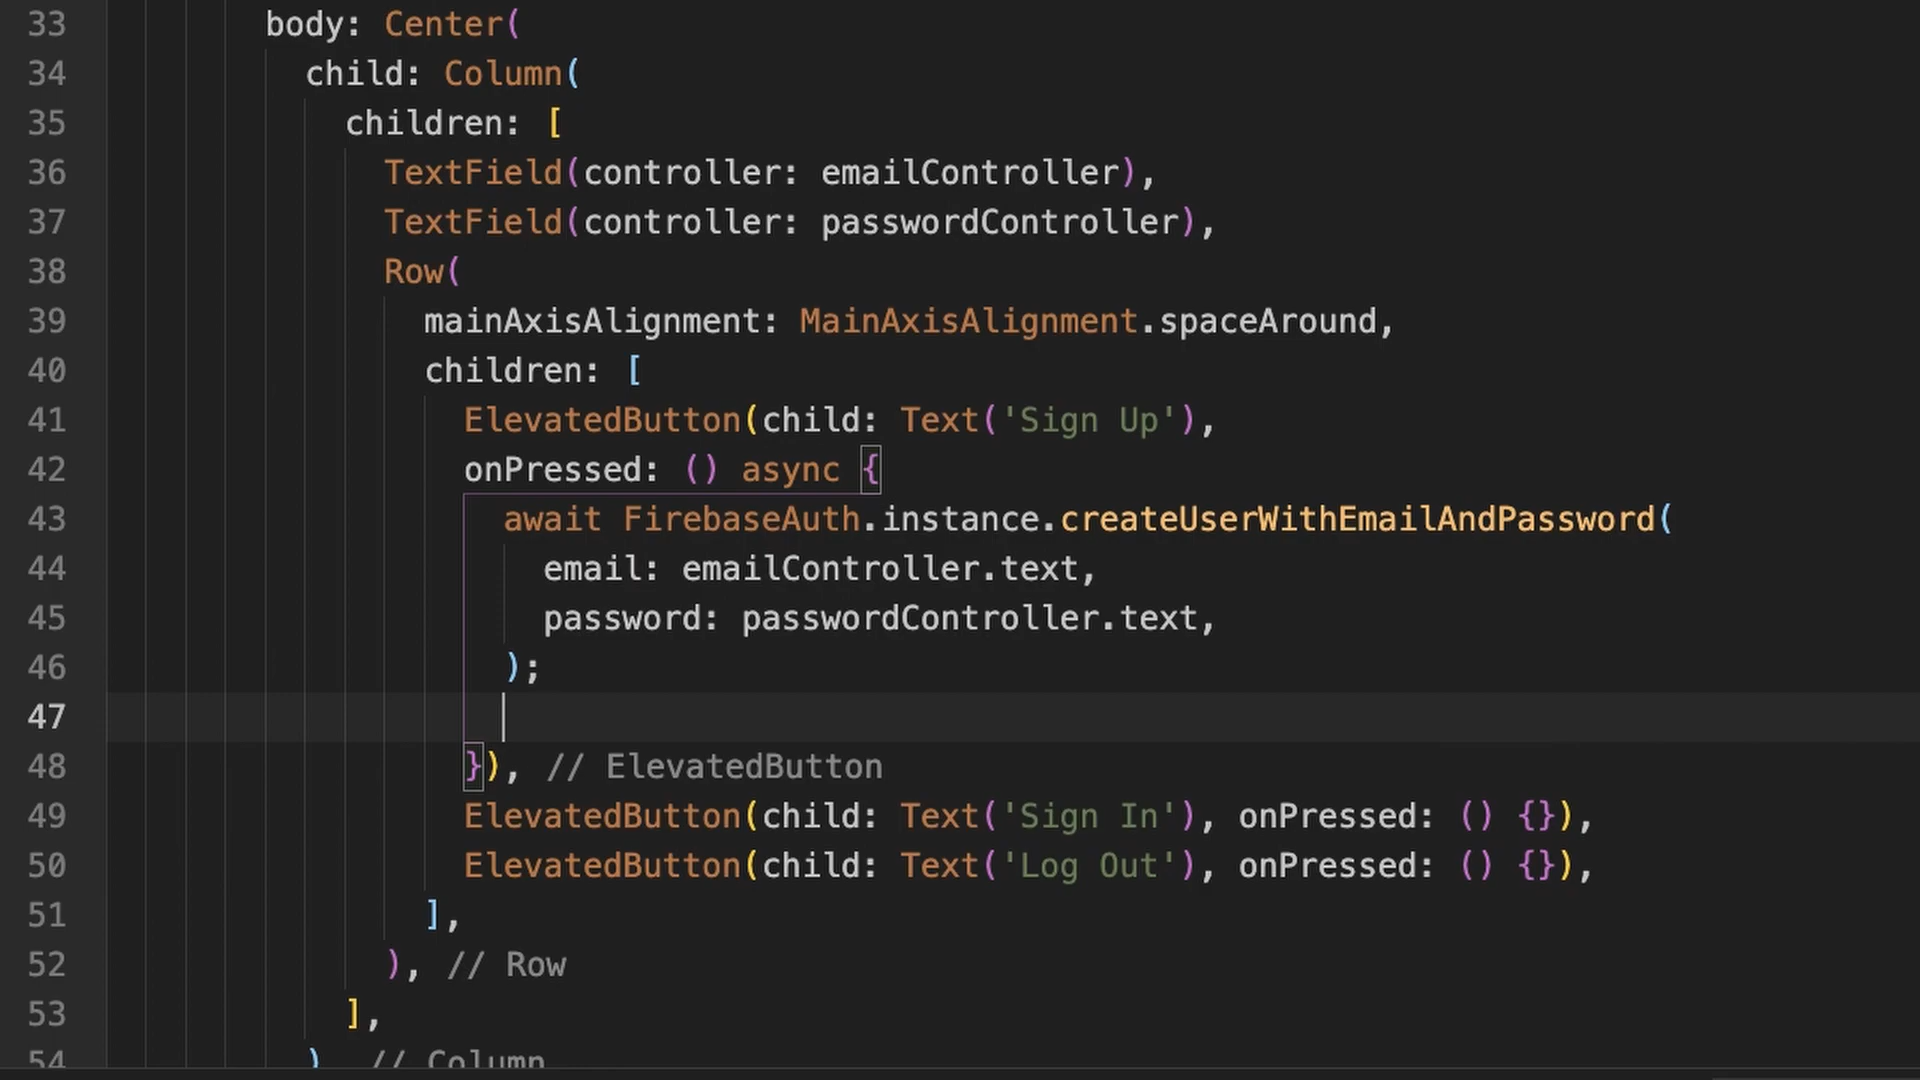 33 body: Center(
34 child: Column(
35 children: [
36 TextField(controller: emailController),
37 TextField(controller: passwordController),
38 Row(
39 mainAxisAlignment: MainAxisAlignment.spaceAround,
40 children: [
41 ElevatedButton(child: Text('Sign Up'),
42 onPressed: () async {
43 await FirebaseAuth.instance.createUserWithEmailAndPassword(
44 email: emailController.text,
45 password: passwordController.text,
46 );
47
48 }), // ElevatedButton
49 ElevatedButton(child: Text('Sign In'), onPressed: () {}),
50 ElevatedButton(child: Text('Log Out'), onPressed: () {}),
51 ],
52 ), // Row
53 ],
54 ) // Column